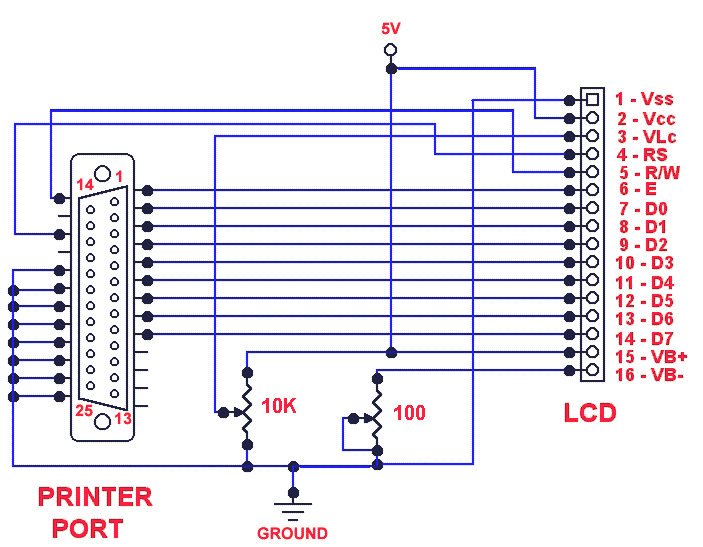 5V
1 - Vss
2 - Vcc
3 - VLc
4 - RS
5 - R/W
6 - E
7 - D0
8 - D1
9 - D2
10 - D3
11 - D4
12 - D5
13 - D6
14 - D7
15 - VB+
16 - VB-
LCD
14 1
25 13
10K
100
PRINTER
PORT
GROUND